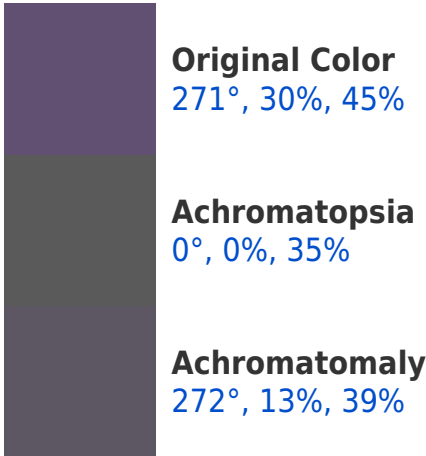 Original Color
271°, 30%, 45%
Achromatopsia
0°, 0%, 35%
Achromatomaly
272°, 13%, 39%